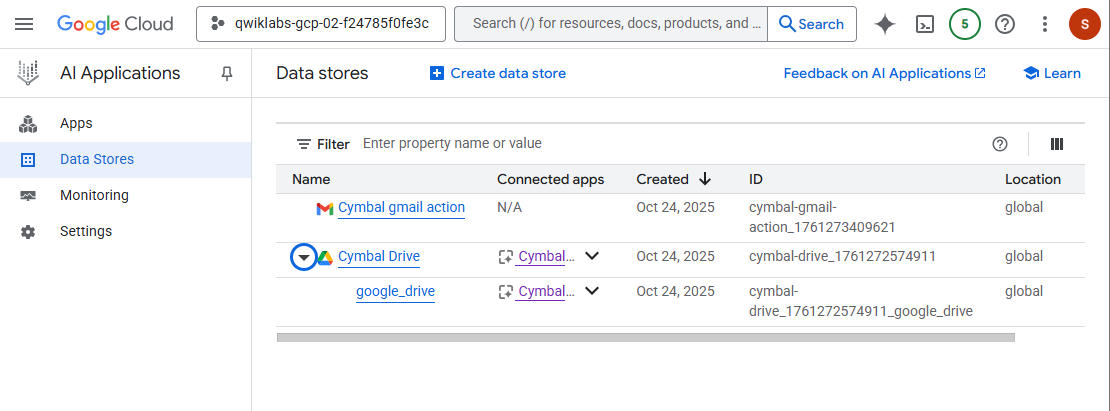 Google Cloud qwiklabs-gcp-02-f24785f0fe3c Search (/) for resources, docs, products, and ... Search 5 S
AI Applications Data stores Create data store Feedback on AI Applications Learn
Apps
Data Stores
Monitoring
Settings
Filter Enter property name or value
Name Connected apps Created ID Location
Cymbal gmail action N/A Oct 24, 2025 cymbal-gmail-
action_1761273409621 global
Cymbal Drive Cymbal... Oct 24, 2025 cymbal-drive_1761272574911 global
google_drive Cymbal... Oct 24, 2025 cymbal-
drive_1761272574911_google_drive global